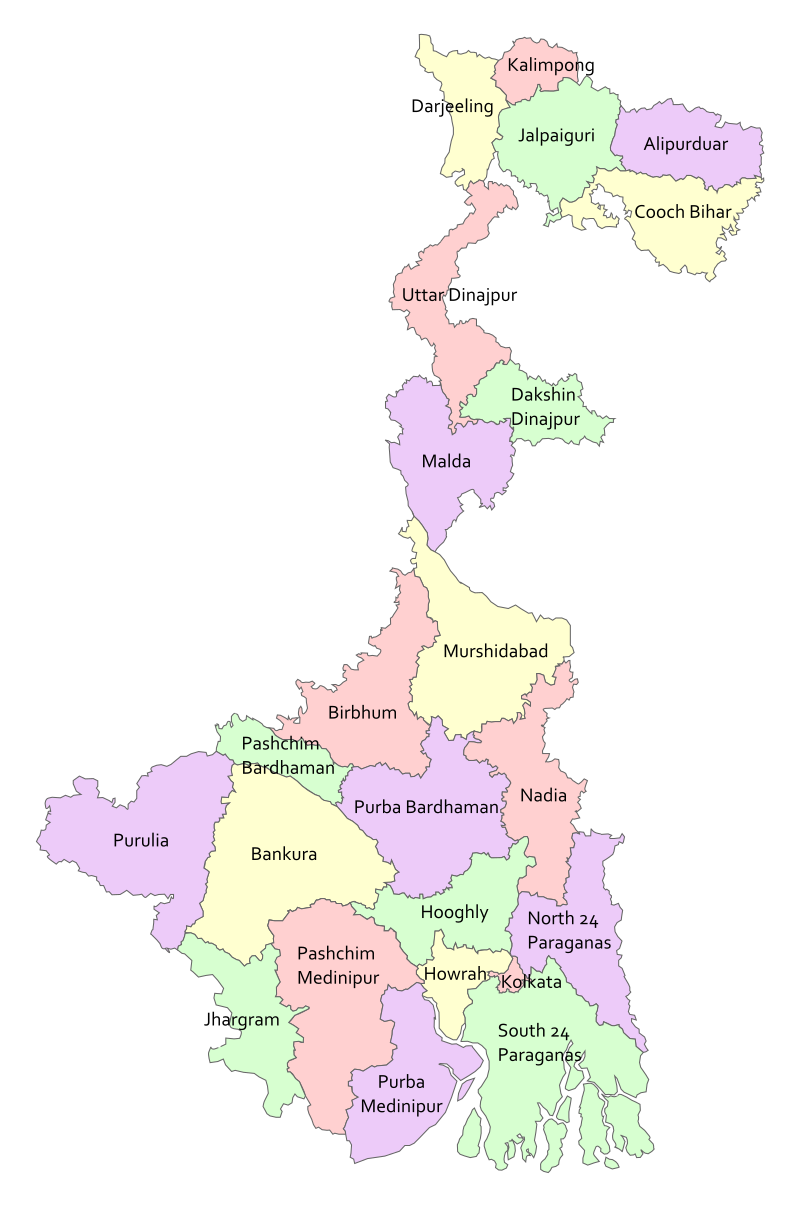 Kalimpong
Darjeeling
Jalpaiguri
Alipurduar
Cooch Bihar
Uttar Dinajpur
Dakshin
Dinajpur
Malda
Murshidabad
Birbhum
Pashchim
Bardhaman
Purba Bardhaman
Nadia
Purulia
Bankura
Hooghly
North 24
Paraganas
Pashchim
Medinipur
Howrah
Kolkata
Jhargram
South 24
Paraganas
Purba
Medinipur